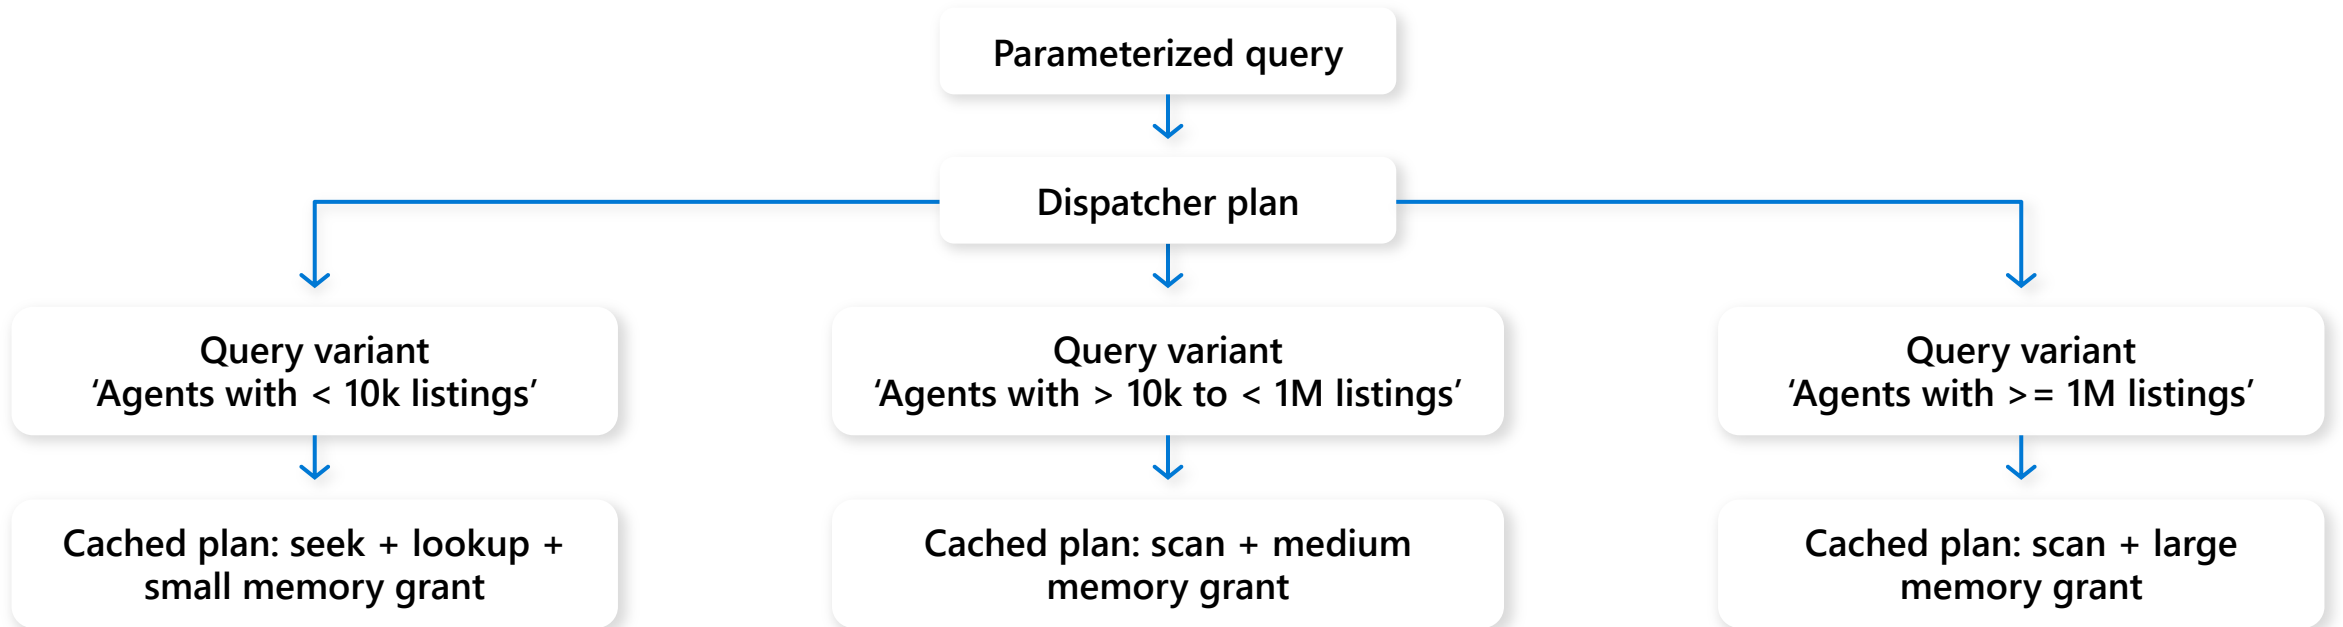 Parameterized query
Dispatcher plan
Query variant
‘Agents with < 10k listings’
Query variant
‘Agents with > 10k to < 1M listings’
Query variant
‘Agents with >= 1M listings’
Cached plan: seek + lookup +
small memory grant
Cached plan: scan + medium
memory grant
Cached plan: scan + large
memory grant